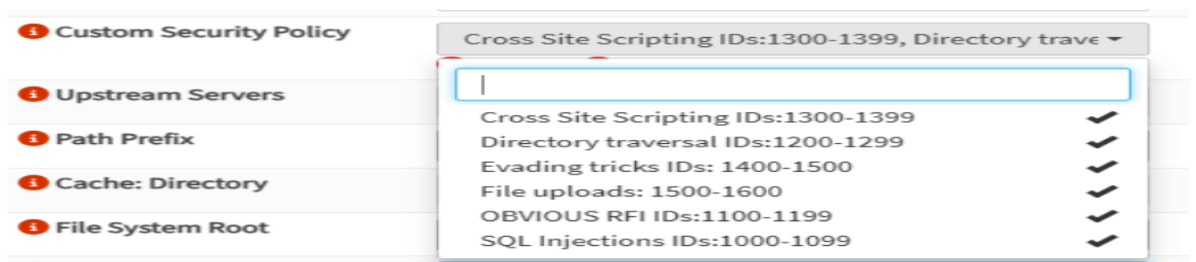 Custom Security Policy
Cross Site Scripting IDs:1300-1399, Directory trave
Upstream Servers
Path Prefix
Cache: Directory
File System Root
Cross Site Scripting IDs:1300-1399
Directory traversal IDs:1200-1299
Evading tricks IDs: 1400-1500
File uploads: 1500-1600
OBVIOUS RFI IDs:1100-1199
SQL Injections IDs:1000-1099